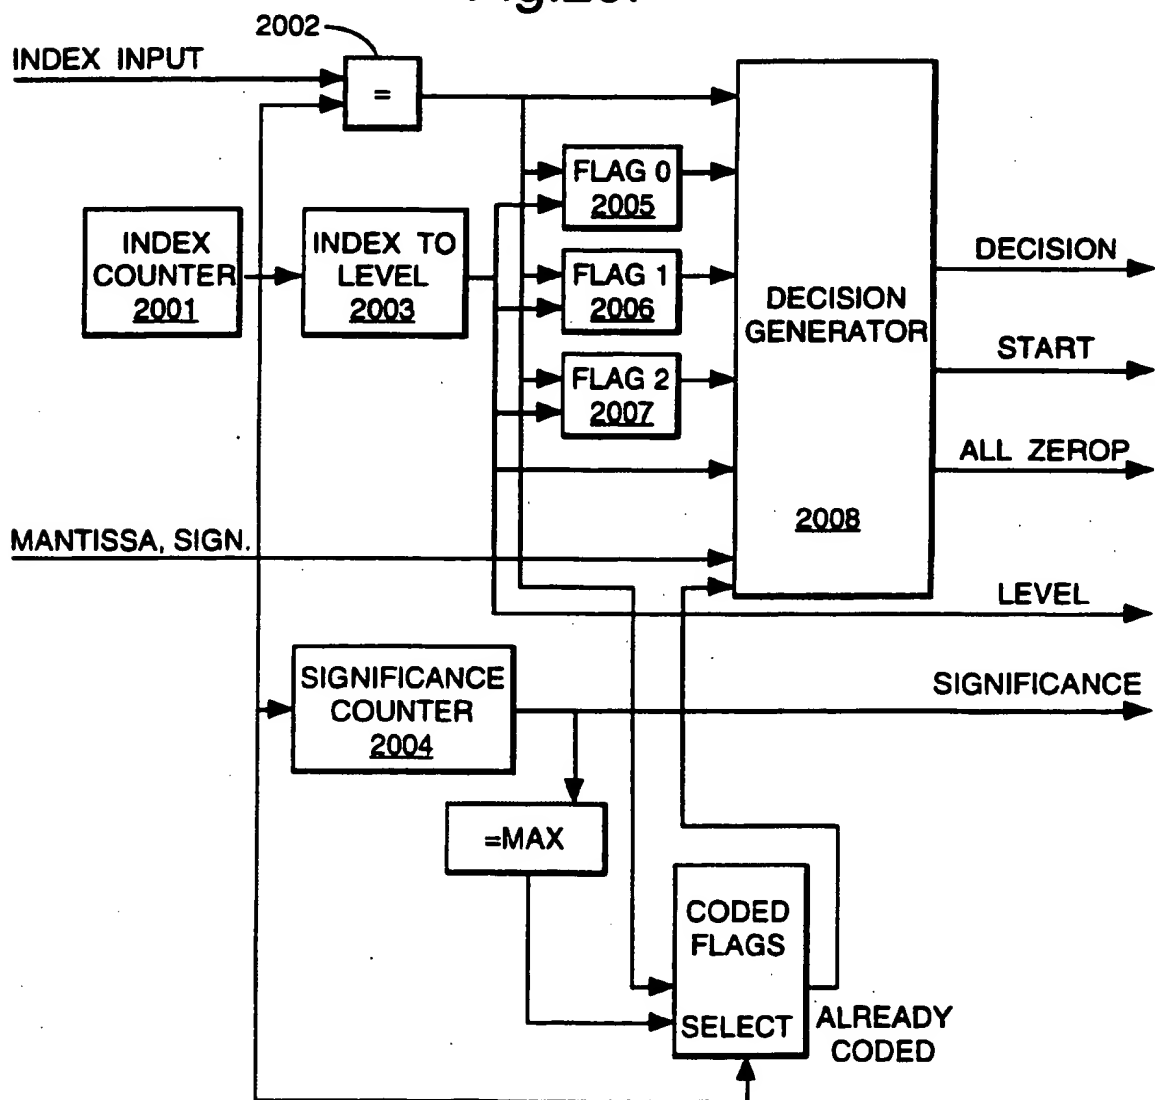 2002
INDEX INPUT
=
FLAG 0
2005
INDEX
COUNTER
2001
INDEX TO
LEVEL
2003
FLAG 1
2006
FLAG 2
2007
DECISION
GENERATOR
2008
DECISION
START
ALL ZEROP
MANTISSA, SIGN.
LEVEL
SIGNIFICANCE
COUNTER
2004
SIGNIFICANCE
=MAX
CODED
FLAGS
SELECT
ALREADY
CODED